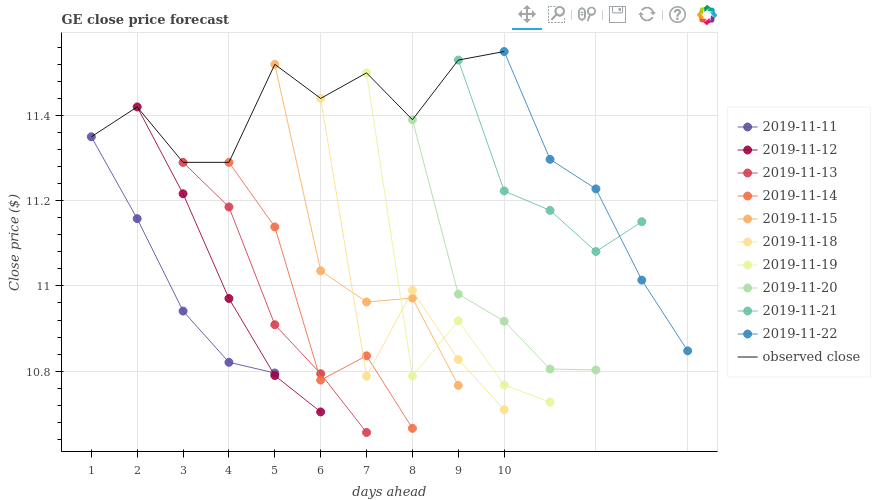 GE close price forecast
11.4
11.2
11
10.8
Close price ($)
1 2 3 4 5 6 7 8 9 10
days ahead
2019-11-11
2019-11-12
2019-11-13
2019-11-14
2019-11-15
2019-11-18
2019-11-19
2019-11-20
2019-11-21
2019-11-22
observed close